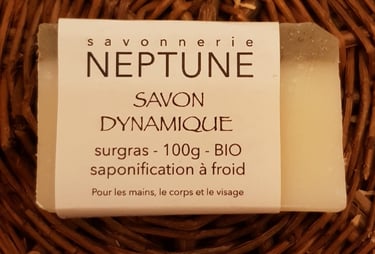 savonnerie
NEPTUNE
SAVON
DYNAMIQUE
surgras - 100g - BIO
saponification à froid
Pour les mains, le corps et le visage